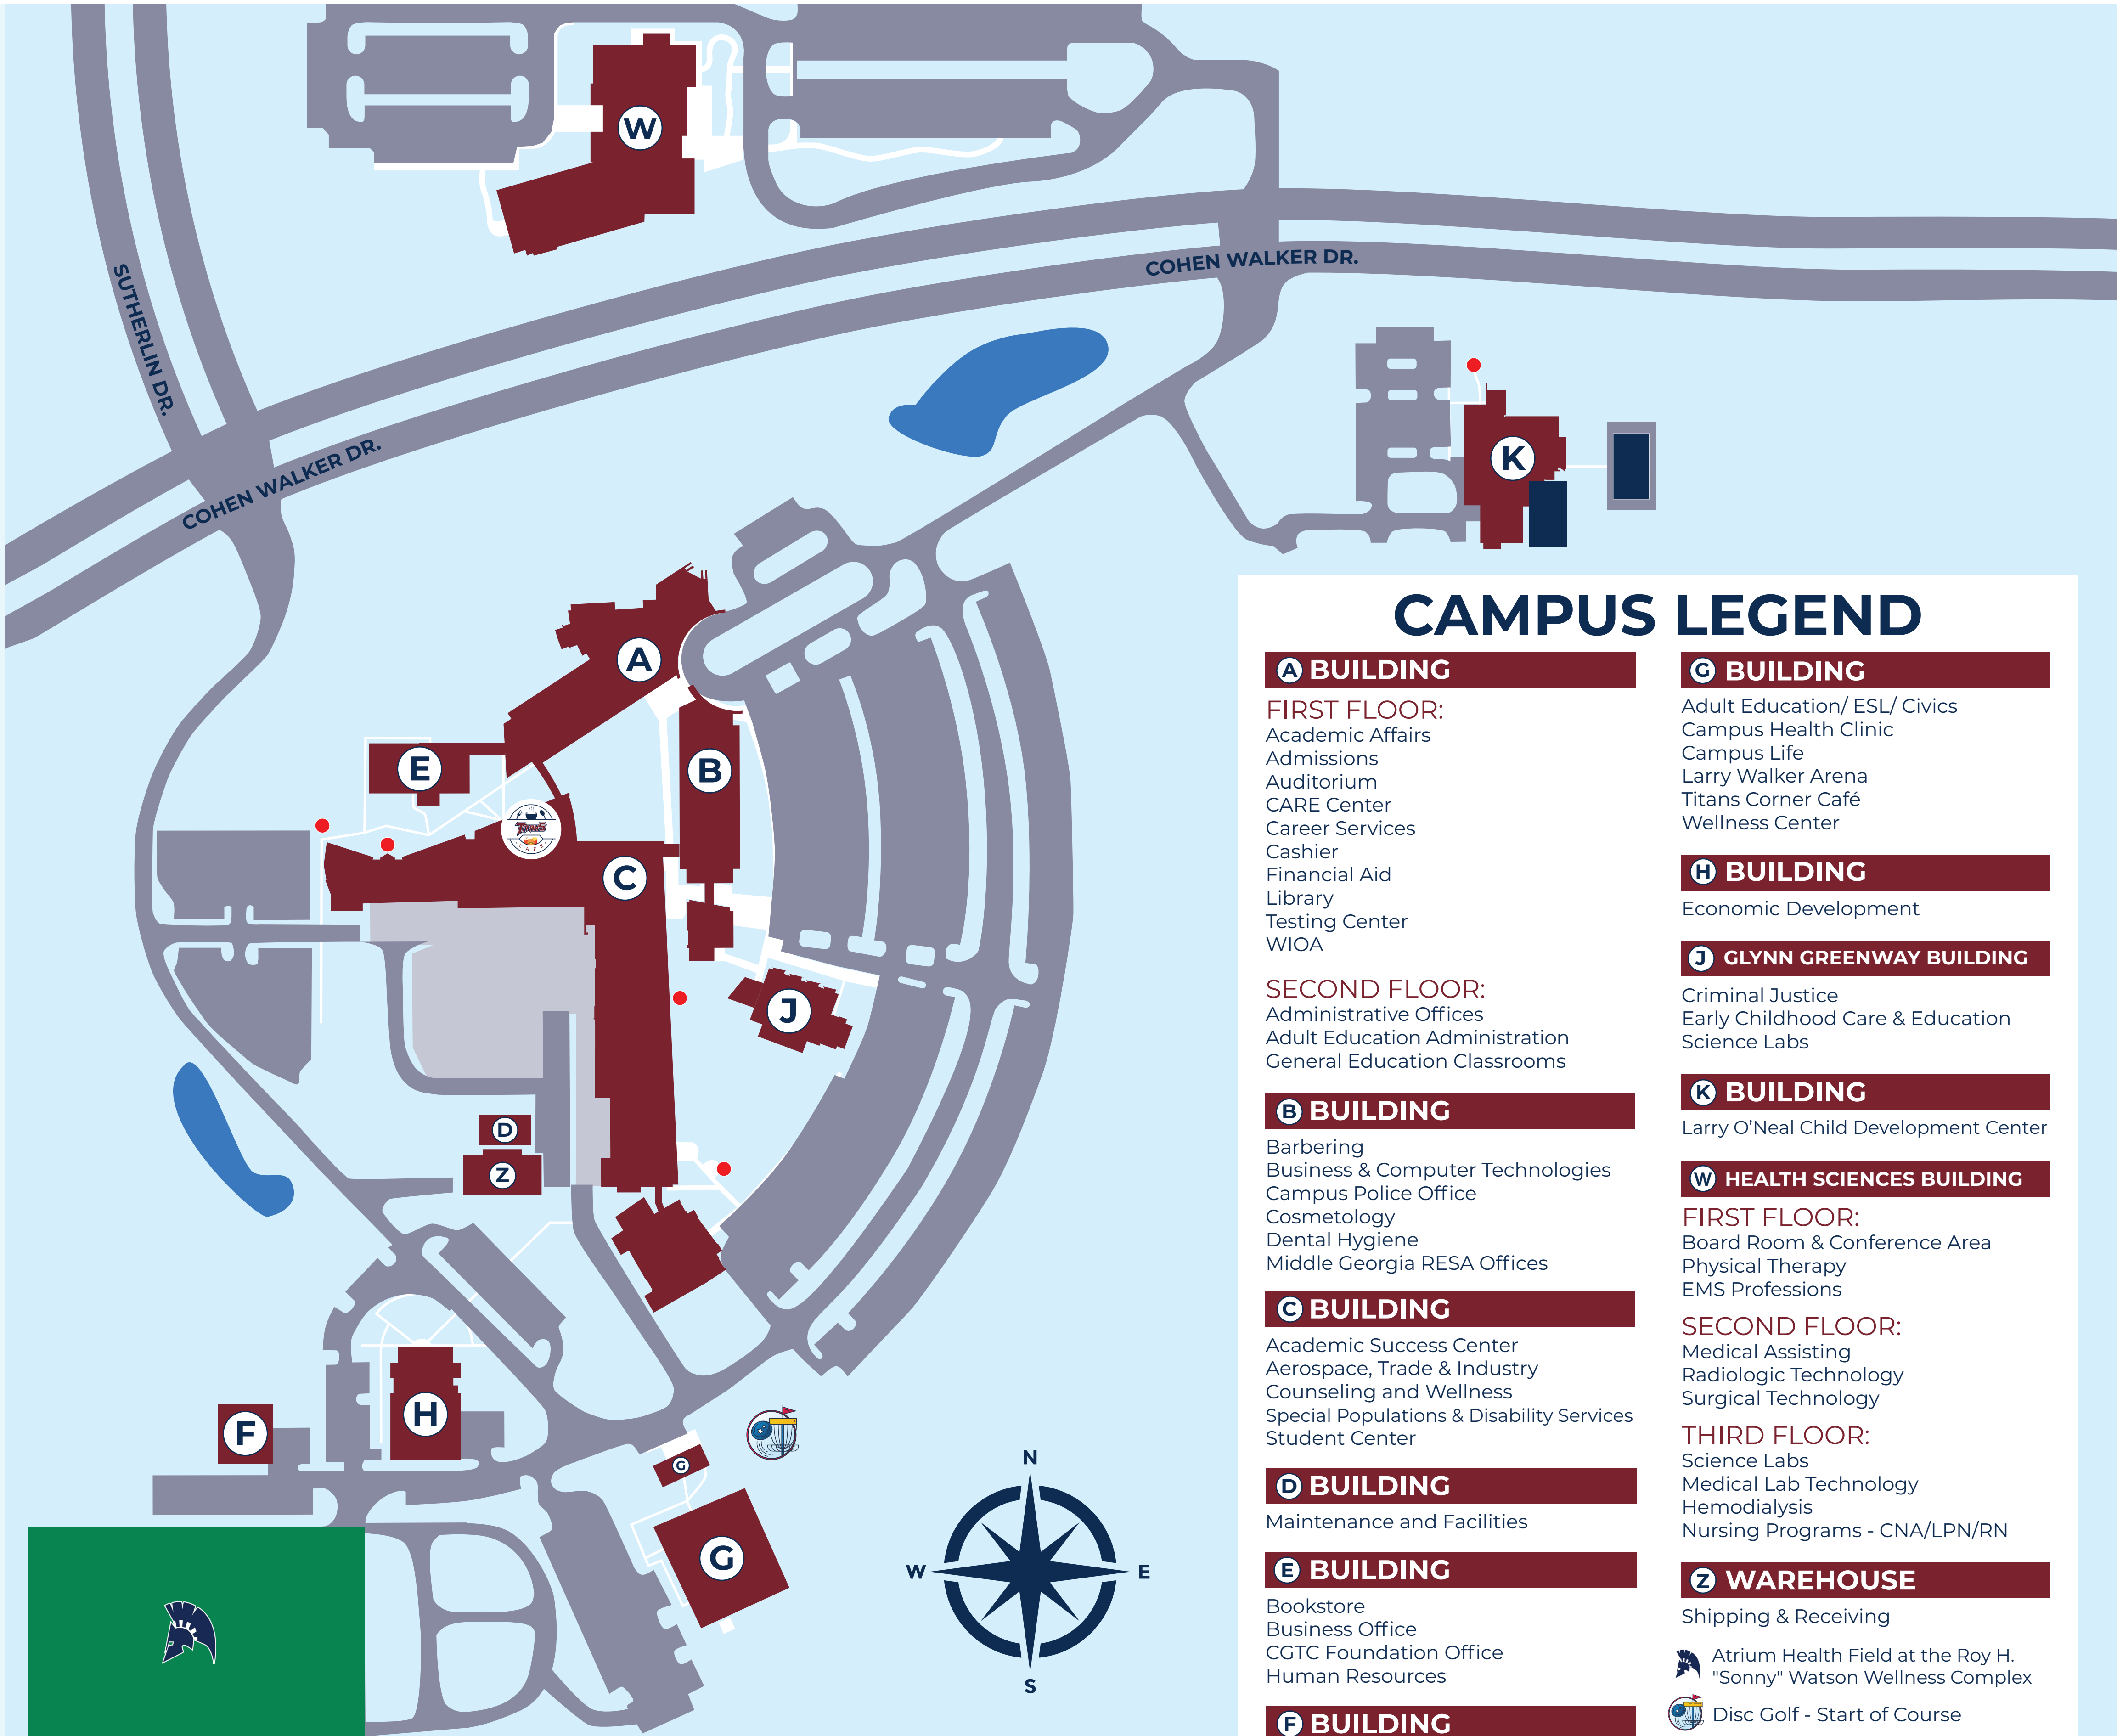 W
SUTHERLIN DR.
COHEN WALKER DR.
COHEN WALKER DR.
K
A
E
B
TITANS
CAFE
C
J
D
Z
H
F
G
G
N
W
E
S
CAMPUS LEGEND
A BUILDING
FIRST FLOOR:
Academic Affairs
Admissions
Auditorium
CARE Center
Career Services
Cashier
Financial Aid
Library
Testing Center
WIOA
SECOND FLOOR:
Administrative Offices
Adult Education Administration
General Education Classrooms
B BUILDING
Barbering
Business & Computer Technologies
Campus Police Office
Cosmetology
Dental Hygiene
Middle Georgia RESA Offices
C BUILDING
Academic Success Center
Aerospace, Trade & Industry
Counseling and Wellness
Special Populations & Disability Services
Student Center
D BUILDING
Maintenance and Facilities
E BUILDING
Bookstore
Business Office
CGTC Foundation Office
Human Resources
F BUILDING
G BUILDING
Adult Education/ ESL/ Civics
Campus Health Clinic
Campus Life
Larry Walker Arena
Titans Corner Café
Wellness Center
H BUILDING
Economic Development
J GLYNN GREENWAY BUILDING
Criminal Justice
Early Childhood Care & Education
Science Labs
K BUILDING
Larry O'Neal Child Development Center
W HEALTH SCIENCES BUILDING
FIRST FLOOR:
Board Room & Conference Area
Physical Therapy
EMS Professions
SECOND FLOOR:
Medical Assisting
Radiologic Technology
Surgical Technology
THIRD FLOOR:
Science Labs
Medical Lab Technology
Hemodialysis
Nursing Programs - CNA/LPN/RN
Z WAREHOUSE
Shipping & Receiving
Atrium Health Field at the Roy H.
"Sonny" Watson Wellness Complex
Disc Golf - Start of Course